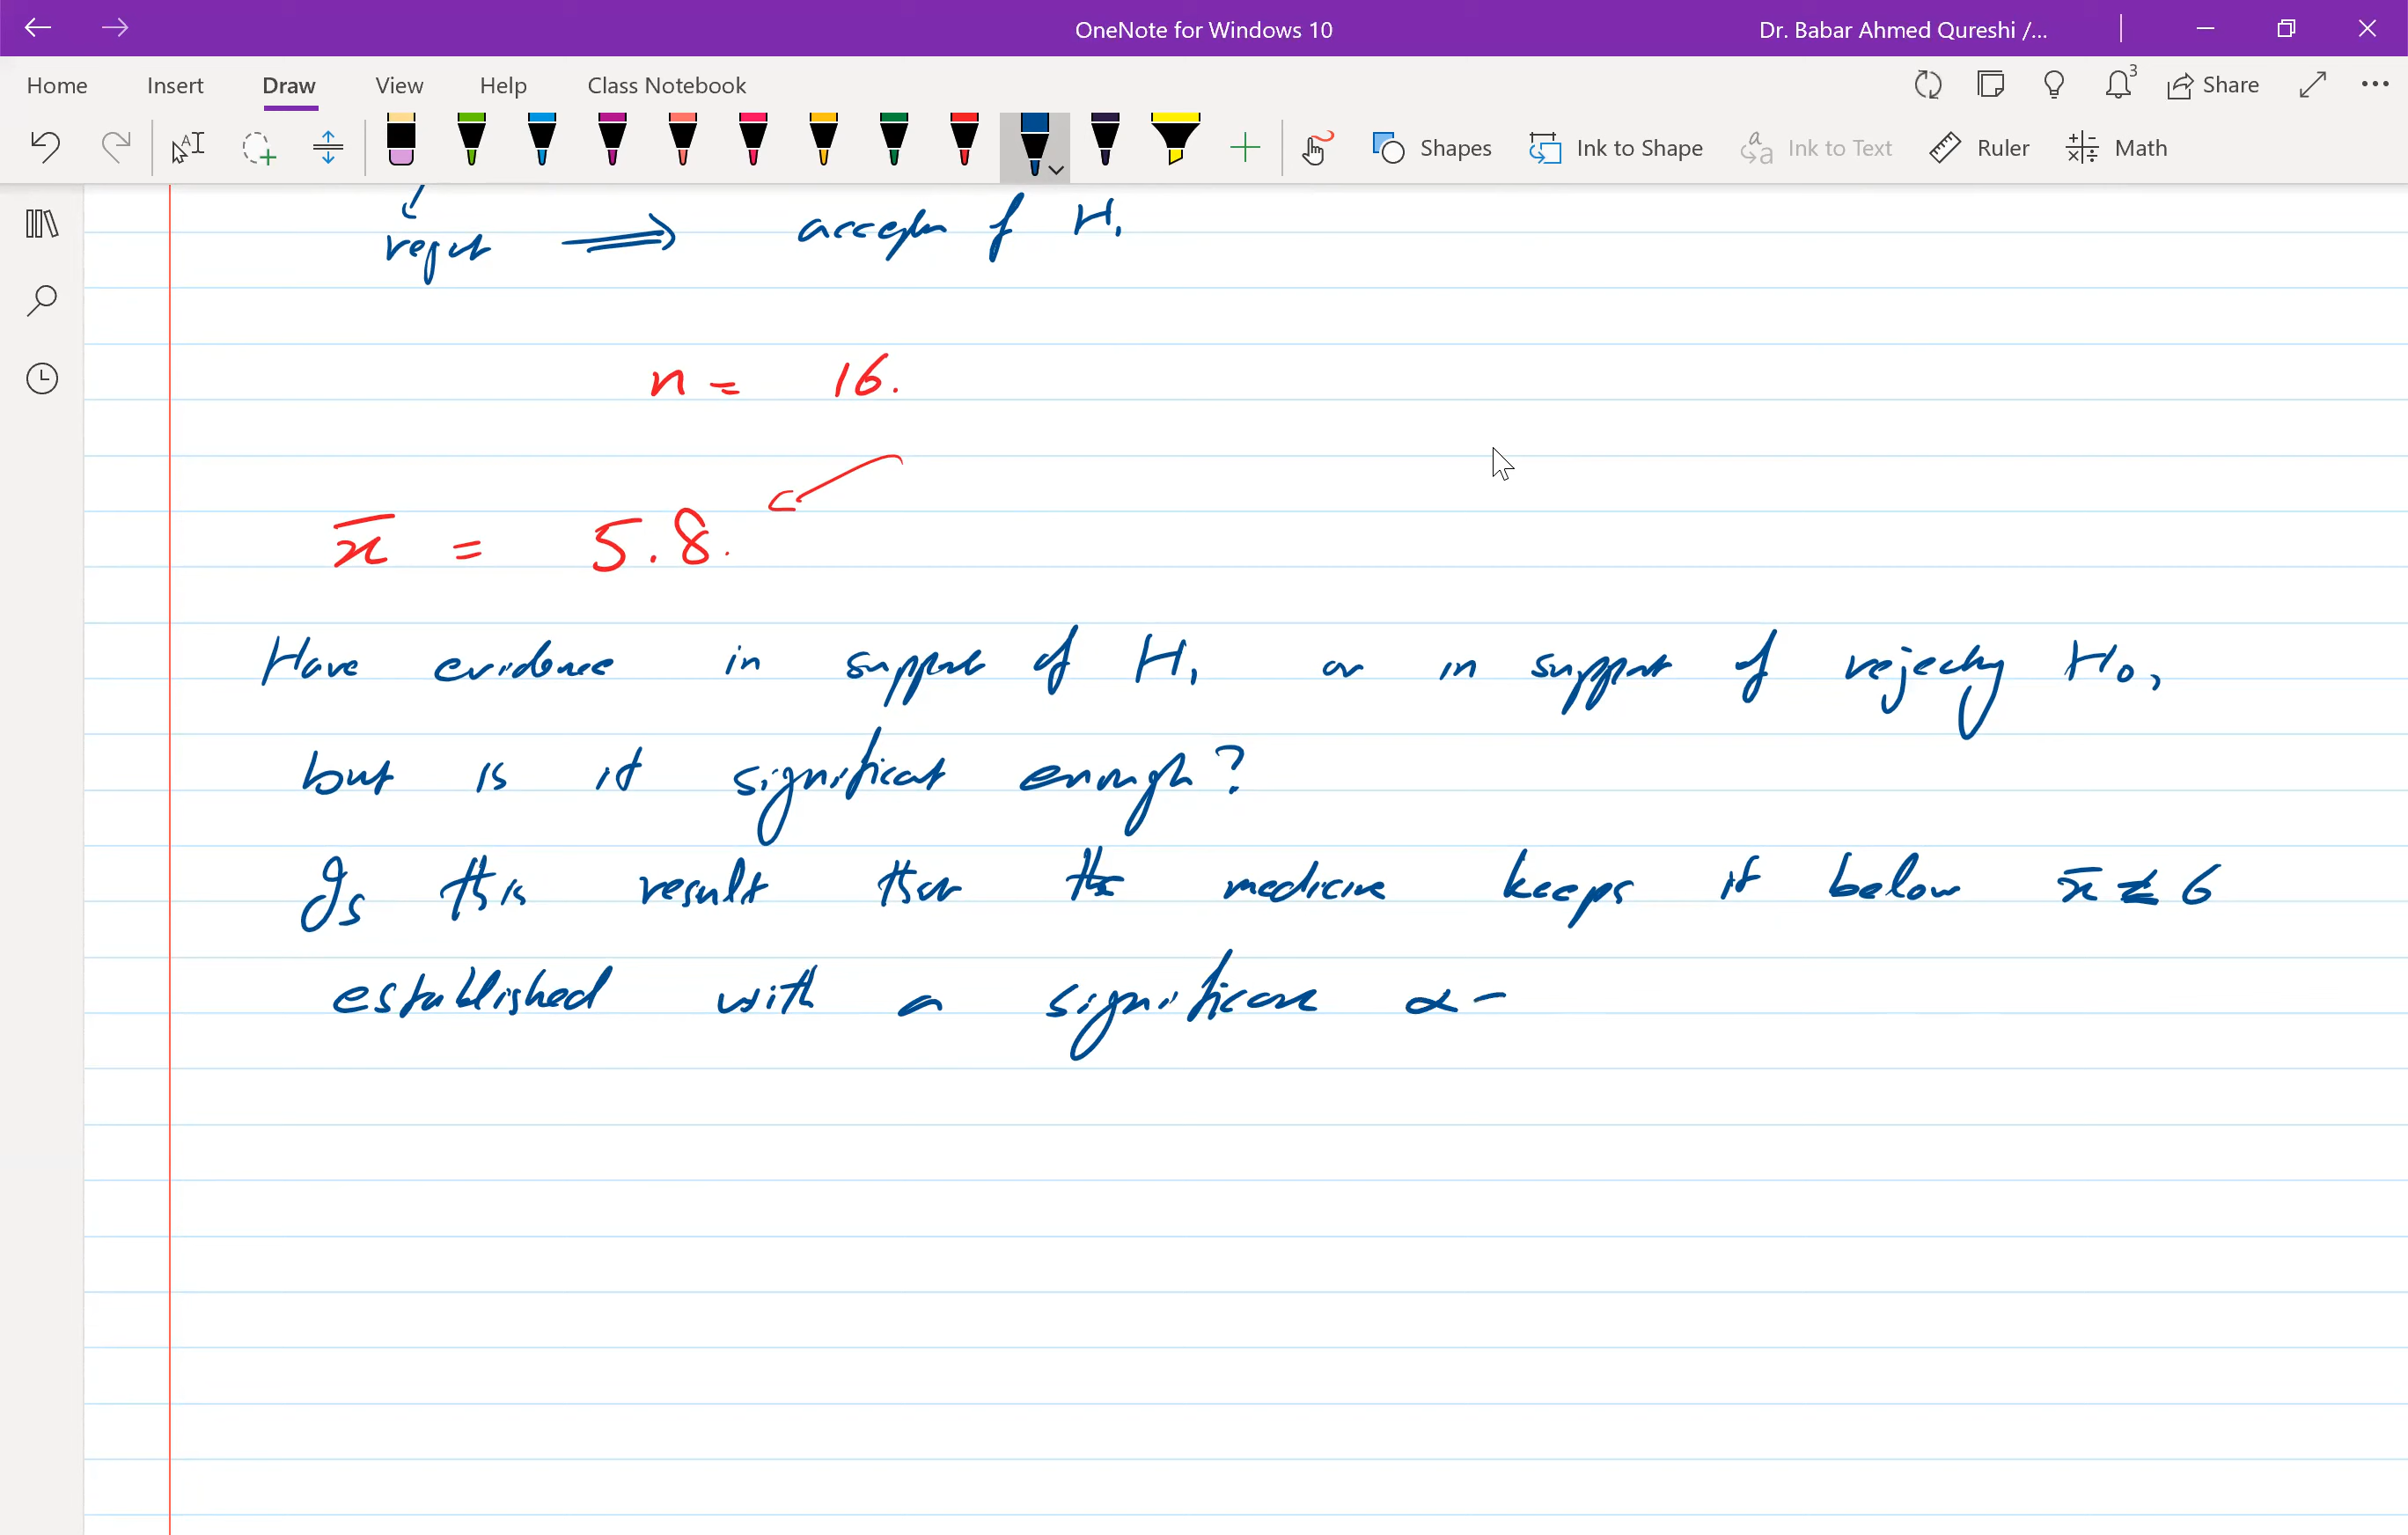 OneNote for Windows 10
Dr. Babar Ahmed Qureshi /...
Home Insert Draw View Help Class Notebook
3 Share
Shapes Ink to Shape Ink to Text Ruler Math
⟹ of H₁
n = 16.
x̄ = 5.8.
Have evidence in support of H₁ or in support of rejecting H₀,
but is it significant enough?
Is this result that the medicine keeps it below x̄ 6
established with a significance α =